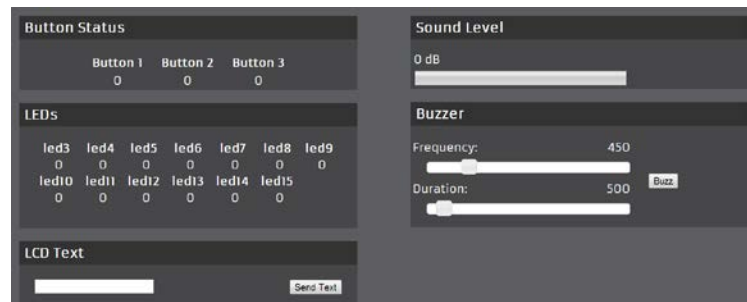 Button Status
Button 1 Button 2 Button 3
0 0 0
LEDs
led3 led4 led5 led6 led7 led8 led9
0 0 0 0 0 0 0
led10 led11 led12 led13 led14 led15
0 0 0 0 0 0
LCD Text
Send Text
Sound Level
0 dB
Buzzer
Frequency: 450
Buzz
Duration: 500